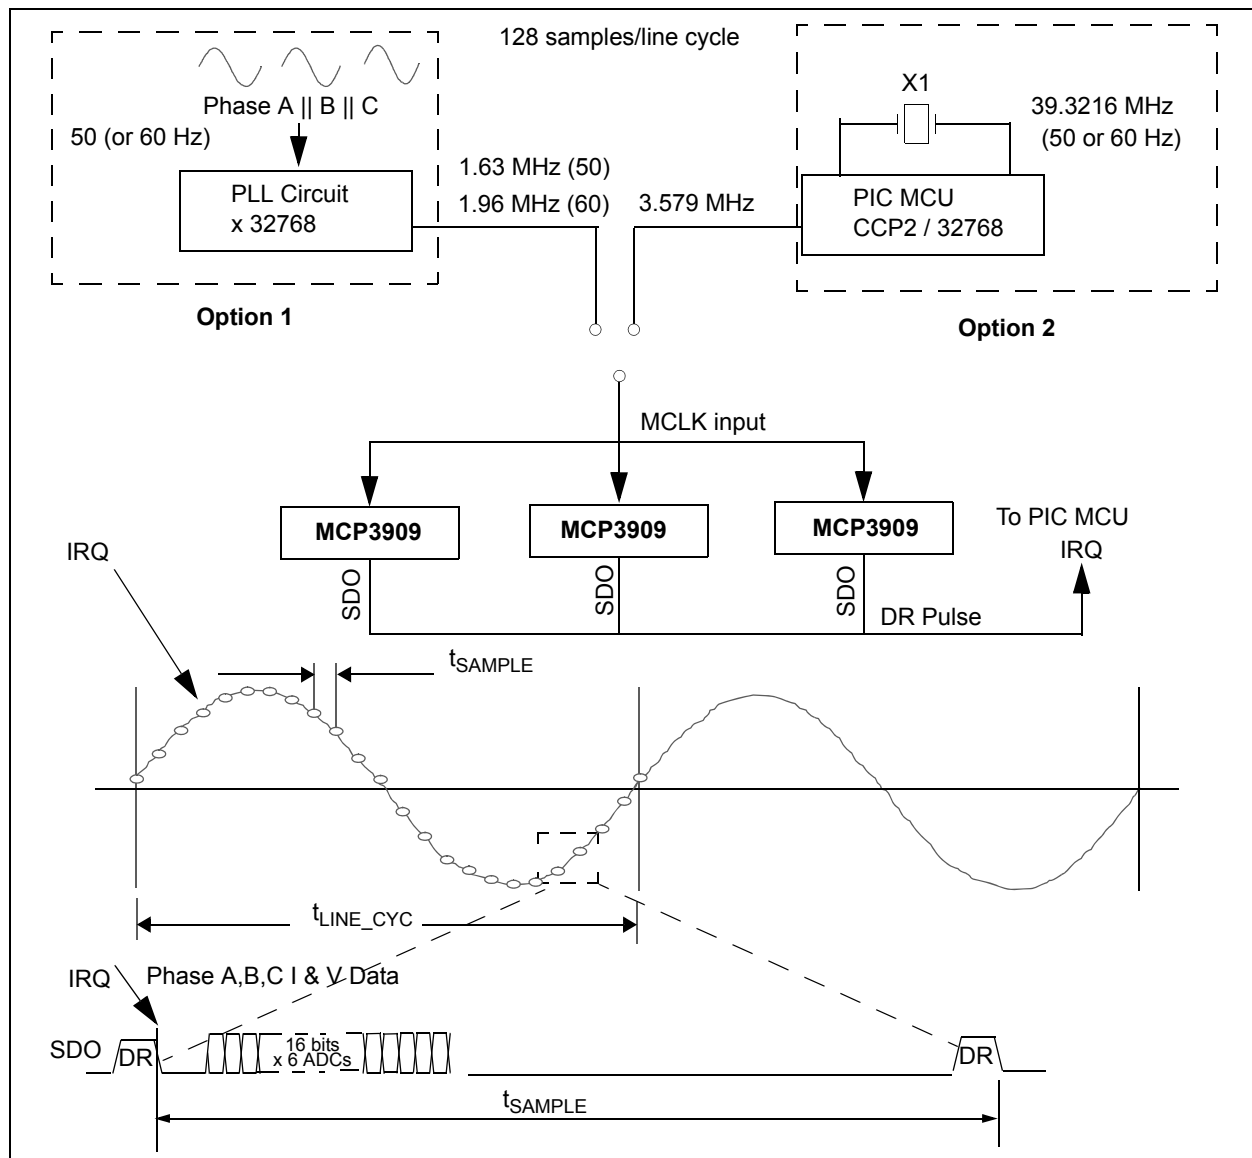 128 samples/line cycle
Phase A || B || C
50 (or 60 Hz)
PLL Circuit
x 32768
Option 1
1.63 MHz (50)
1.96 MHz (60)
3.579 MHz
X1
39.3216 MHz
(50 or 60 Hz)
PIC MCU
CCP2 / 32768
Option 2
MCLK input
MCP3909
MCP3909
MCP3909
SDO
SDO
SDO
To PIC MCU
IRQ
DR Pulse
IRQ
tSAMPLE
tLINE_CYC
IRQ
Phase A,B,C I & V Data
SDO
DR
16 bits
x 6 ADCs
DR
tSAMPLE